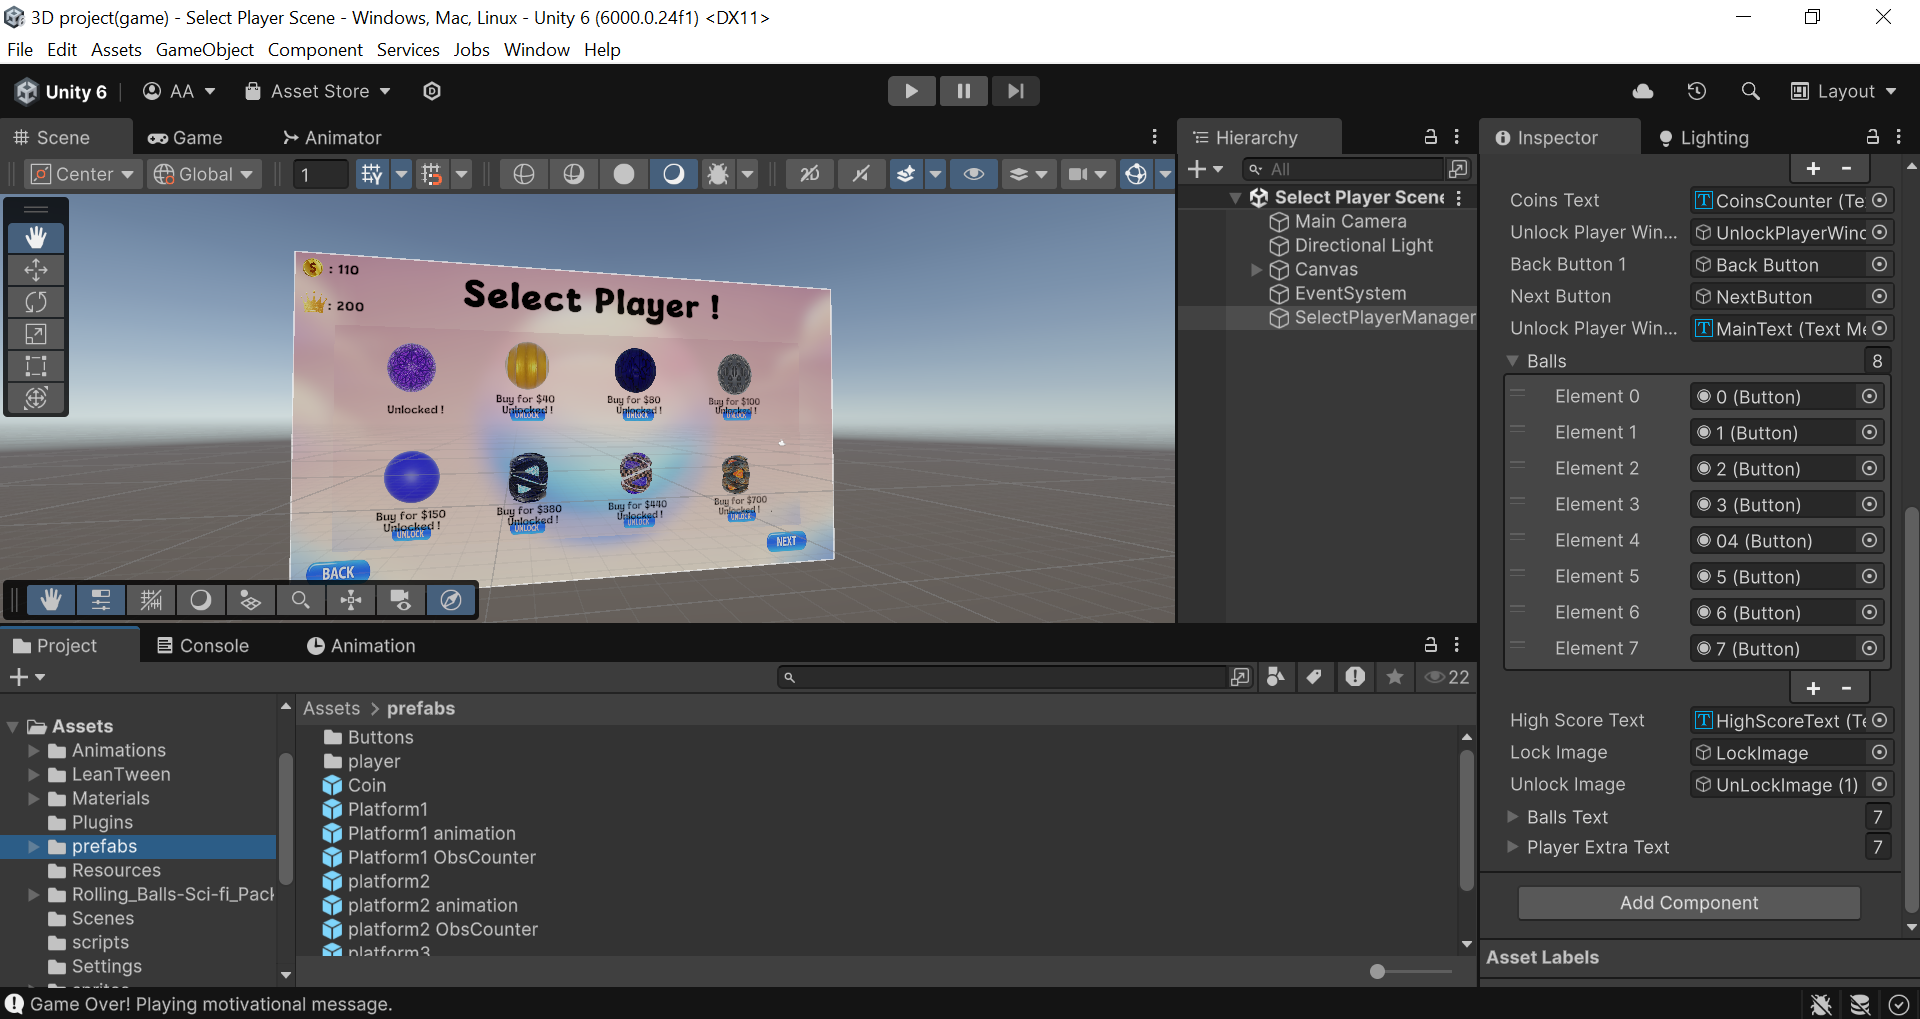 3D project(game) - Select Player Scene - Windows, Mac, Linux - Unity 6 (6000.0.24f1) <DX11>
File Edit Assets GameObject Component Services Jobs Window Help
Unity 6 AA Asset Store Layout
Scene Game Animator
Center Global 1 2D
$ : 110
: 200
Select Player !
Unlocked !
Buy for $40
Unlocked !
UNLOCK
Buy for $80
Unlocked !
UNLOCK
Buy for $100
Unlocked !
UNLOCK
Buy for $150
Unlocked !
UNLOCK
Buy for $380
Unlocked !
UNLOCK
Buy for $440
Unlocked !
UNLOCK
Buy for $700
Unlocked !
UNLOCK
NEXT
BACK
Hierarchy
All
Select Player Scene
Main Camera
Directional Light
Canvas
EventSystem
SelectPlayerManager
Inspector Lighting
Coins Text CoinsCounter (Te
Unlock Player Win... UnlockPlayerWind
Back Button 1 Back Button
Next Button NextButton
Unlock Player Win... MainText (Text Me
Balls 8
Element 0 0 (Button)
Element 1 1 (Button)
Element 2 2 (Button)
Element 3 3 (Button)
Element 4 04 (Button)
Element 5 5 (Button)
Element 6 6 (Button)
Element 7 7 (Button)
High Score Text HighScoreText (Te
Lock Image LockImage
Unlock Image UnLockImage (1)
Balls Text 7
Player Extra Text 7
Add Component
Asset Labels
Project Console Animation
22
Assets
Animations
LeanTween
Materials
Plugins
prefabs
Resources
Rolling_Balls-Sci-fi_Pack
Scenes
scripts
Settings
sprites
Assets > prefabs
Buttons
player
Coin
Platform1
Platform1 animation
Platform1 ObsCounter
platform2
platform2 animation
platform2 ObsCounter
platform3
Game Over! Playing motivational message.